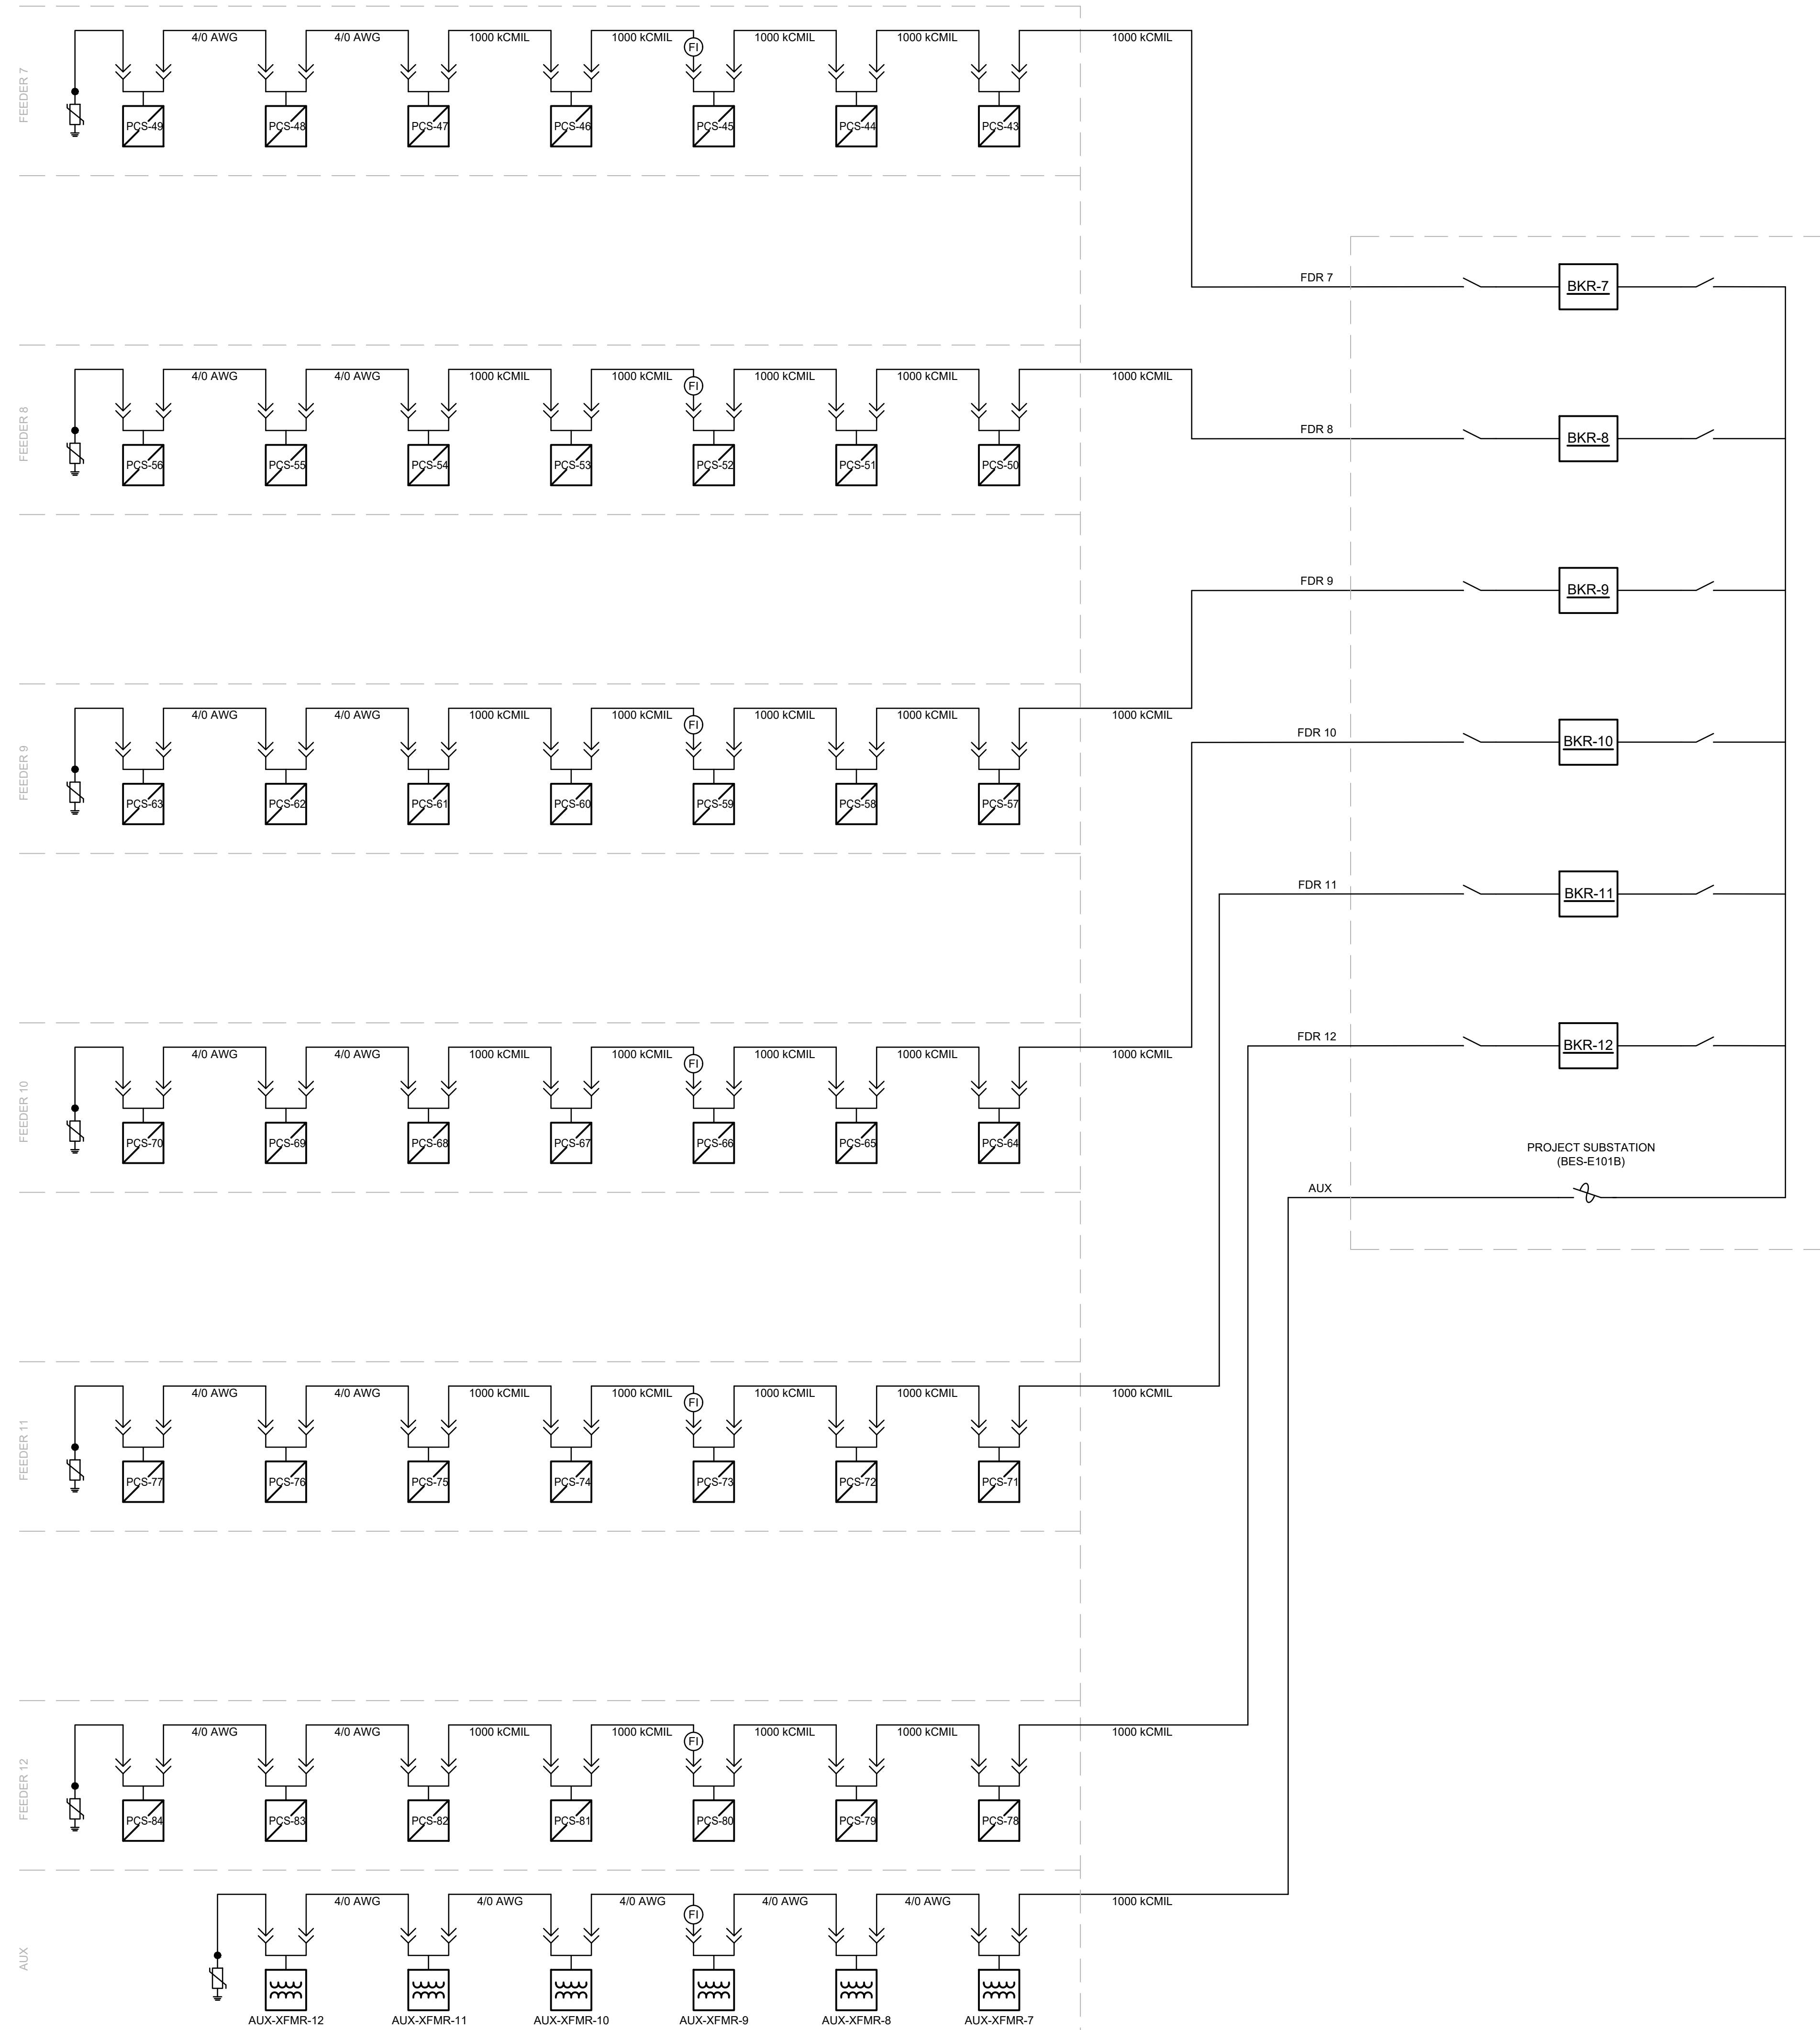 FEEDER 7
4/0 AWG 4/0 AWG 1000 kCMIL 1000 kCMIL FI 1000 kCMIL 1000 kCMIL 1000 kCMIL
PCS-49 PCS-48 PCS-47 PCS-46 PCS-45 PCS-44 PCS-43
FDR 7 BKR-7
FEEDER 8
4/0 AWG 4/0 AWG 1000 kCMIL 1000 kCMIL FI 1000 kCMIL 1000 kCMIL 1000 kCMIL
PCS-56 PCS-55 PCS-54 PCS-53 PCS-52 PCS-51 PCS-50
FDR 8 BKR-8
FDR 9 BKR-9
FEEDER 9
4/0 AWG 4/0 AWG 1000 kCMIL 1000 kCMIL FI 1000 kCMIL 1000 kCMIL 1000 kCMIL
PCS-63 PCS-62 PCS-61 PCS-60 PCS-59 PCS-58 PCS-57
FDR 10 BKR-10
FDR 11 BKR-11
FEEDER 10
4/0 AWG 4/0 AWG 1000 kCMIL 1000 kCMIL FI 1000 kCMIL 1000 kCMIL 1000 kCMIL
PCS-70 PCS-69 PCS-68 PCS-67 PCS-66 PCS-65 PCS-64
FDR 12 BKR-12
PROJECT SUBSTATION
(BES-E101B)
AUX
FEEDER 11
4/0 AWG 4/0 AWG 1000 kCMIL 1000 kCMIL FI 1000 kCMIL 1000 kCMIL 1000 kCMIL
PCS-77 PCS-76 PCS-75 PCS-74 PCS-73 PCS-72 PCS-71
FEEDER 12
4/0 AWG 4/0 AWG 1000 kCMIL 1000 kCMIL FI 1000 kCMIL 1000 kCMIL 1000 kCMIL
PCS-84 PCS-83 PCS-82 PCS-81 PCS-80 PCS-79 PCS-78
AUX
4/0 AWG 4/0 AWG 4/0 AWG FI 4/0 AWG 4/0 AWG 1000 kCMIL
AUX-XFMR-12 AUX-XFMR-11 AUX-XFMR-10 AUX-XFMR-9 AUX-XFMR-8 AUX-XFMR-7